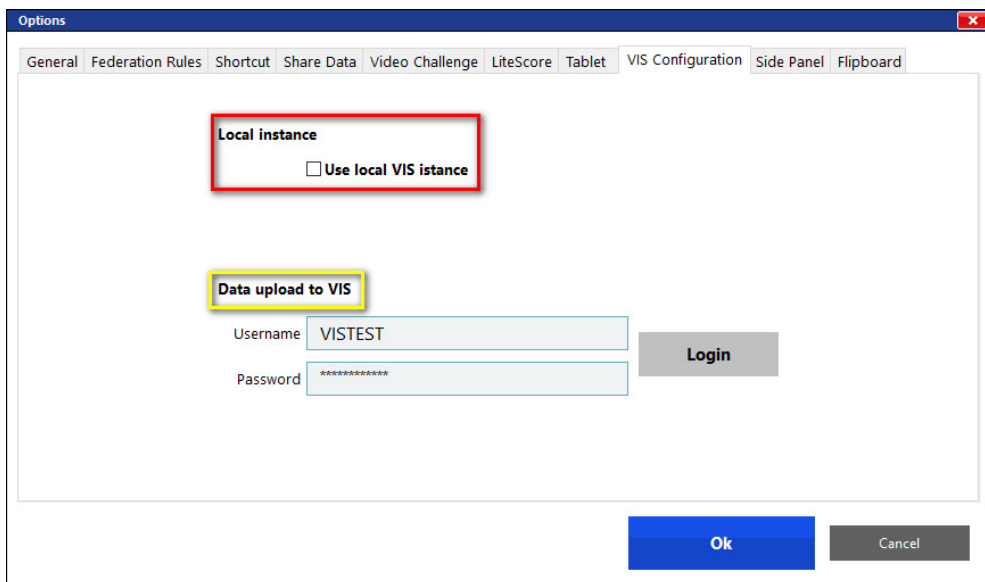 Options
General Federation Rules Shortcut Share Data Video Challenge LiteScore Tablet VIS Configuration Side Panel Flipboard
Local instance
Use local VIS istance
Data upload to VIS
Username VISTEST
Login
Password ************
Ok Cancel